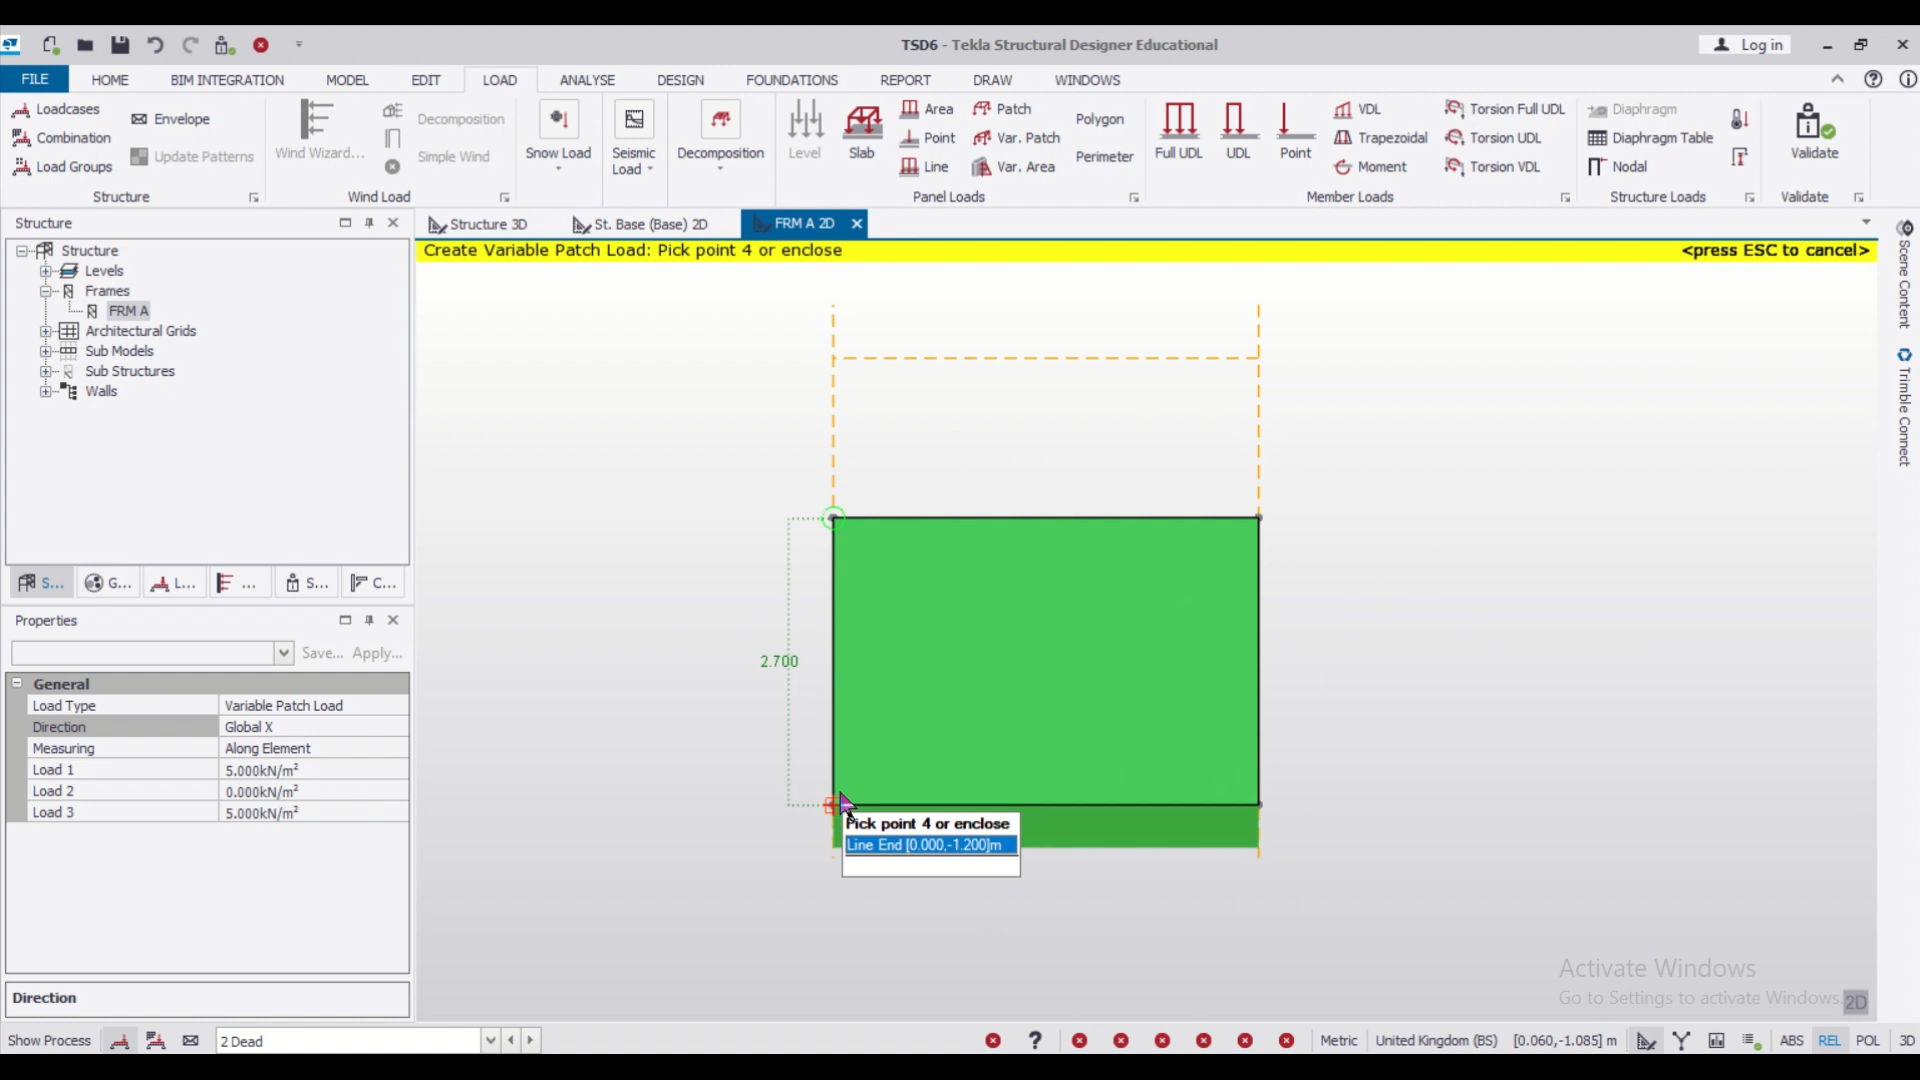 TSD6 - Tekla Structural Designer Educational
Log in
FILE HOME BIM INTEGRATION MODEL EDIT LOAD ANALYSE DESIGN FOUNDATIONS REPORT DRAW WINDOWS
Loadcases
Combination
Load Groups
Envelope
Update Patterns
Structure
Wind Wizard...
Decomposition
Simple Wind
Wind Load
Snow Load
Seismic
Load
Decomposition
Level
Slab
Area
Point
Line
Patch
Var. Patch
Var. Area
Polygon
Perimeter
Panel Loads
Full UDL
UDL
Point
VDL
Trapezoidal
Moment
Torsion Full UDL
Torsion UDL
Torsion VDL
Member Loads
Diaphragm
Diaphragm Table
Nodal
Structure Loads
Validate
Validate
Structure
Structure
Levels
Frames
FRM A
Architectural Grids
Sub Models
Sub Structures
Walls
S... G... L... ... S... C...
Properties
Save... Apply...
General
Load Type Variable Patch Load
Direction Global X
Measuring Along Element
Load 1 5.000kN/m²
Load 2 0.000kN/m²
Load 3 5.000kN/m²
Direction
Structure 3D St. Base (Base) 2D FRM A 2D
Create Variable Patch Load: Pick point 4 or enclose <press ESC to cancel>
2.700
Pick point 4 or enclose
Line End [0.000,-1.200]m
Scene Content
Trimble Connect
Activate Windows
Go to Settings to activate Windows.
2D
Show Process 2 Dead Metric United Kingdom (BS) [0.060,-1.085] m ABS REL POL 3D